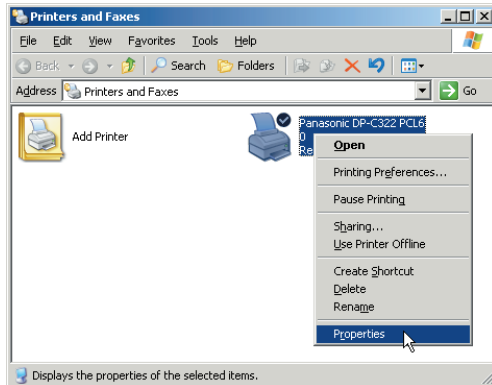 Printers and Faxes
File Edit View Favorites Tools Help
Back Search Folders
Address Printers and Faxes Go
Add Printer
Panasonic DP-C322 PCL6
0
Re
Open
Printing Preferences...
Pause Printing
Sharing...
Use Printer Offline
Create Shortcut
Delete
Rename
Properties
Displays the properties of the selected items.